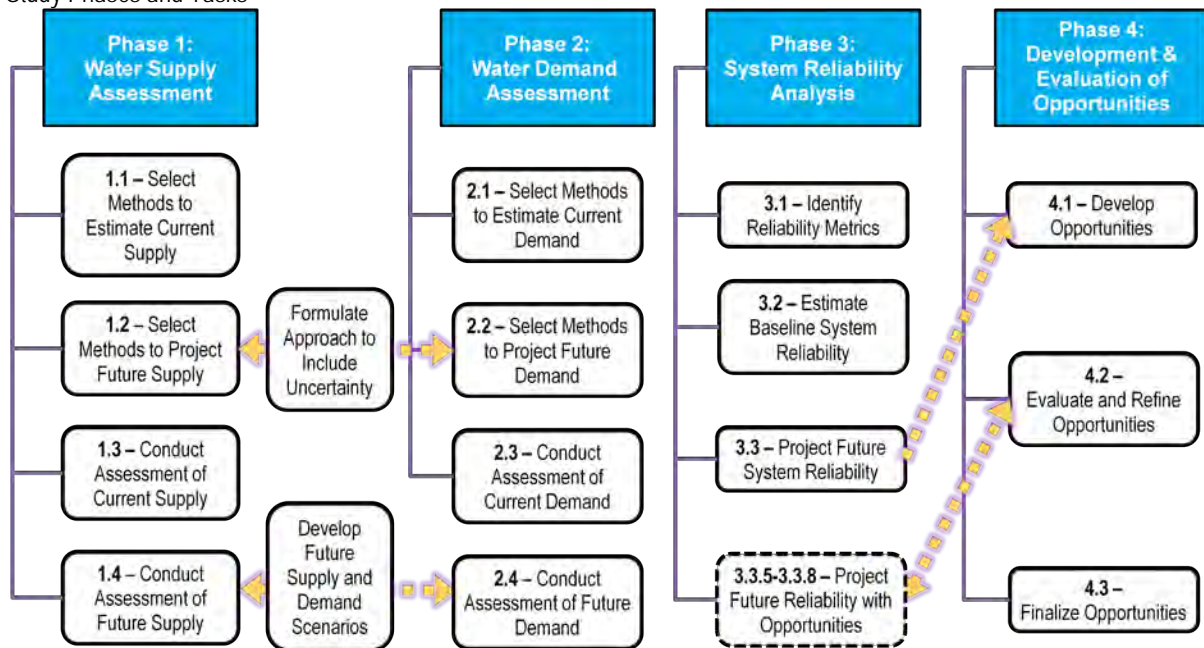 Study Phases and Tasks
Phase 1:
Water Supply
Assessment
1.1 – Select
Methods to
Estimate Current
Supply
1.2 – Select
Methods to Project
Future Supply
1.3 – Conduct
Assessment of
Current Supply
1.4 – Conduct
Assessment of
Future Supply
Formulate
Approach to
Include
Uncertainty
Develop
Future
Supply and
Demand
Scenarios
Phase 2:
Water Demand
Assessment
2.1 – Select Methods
to Estimate Current
Demand
2.2 – Select Methods
to Project Future
Demand
2.3 – Conduct
Assessment of
Current Demand
2.4 – Conduct
Assessment of Future
Demand
Phase 3:
System Reliability
Analysis
3.1 – Identify
Reliability Metrics
3.2 – Estimate
Baseline System
Reliability
3.3 – Project Future
System Reliability
3.3.5-3.3.8 – Project
Future Reliability with
Opportunities
Phase 4:
Development &
Evaluation of
Opportunities
4.1 – Develop
Opportunities
4.2 –
Evaluate and Refine
Opportunities
4.3 –
Finalize Opportunities